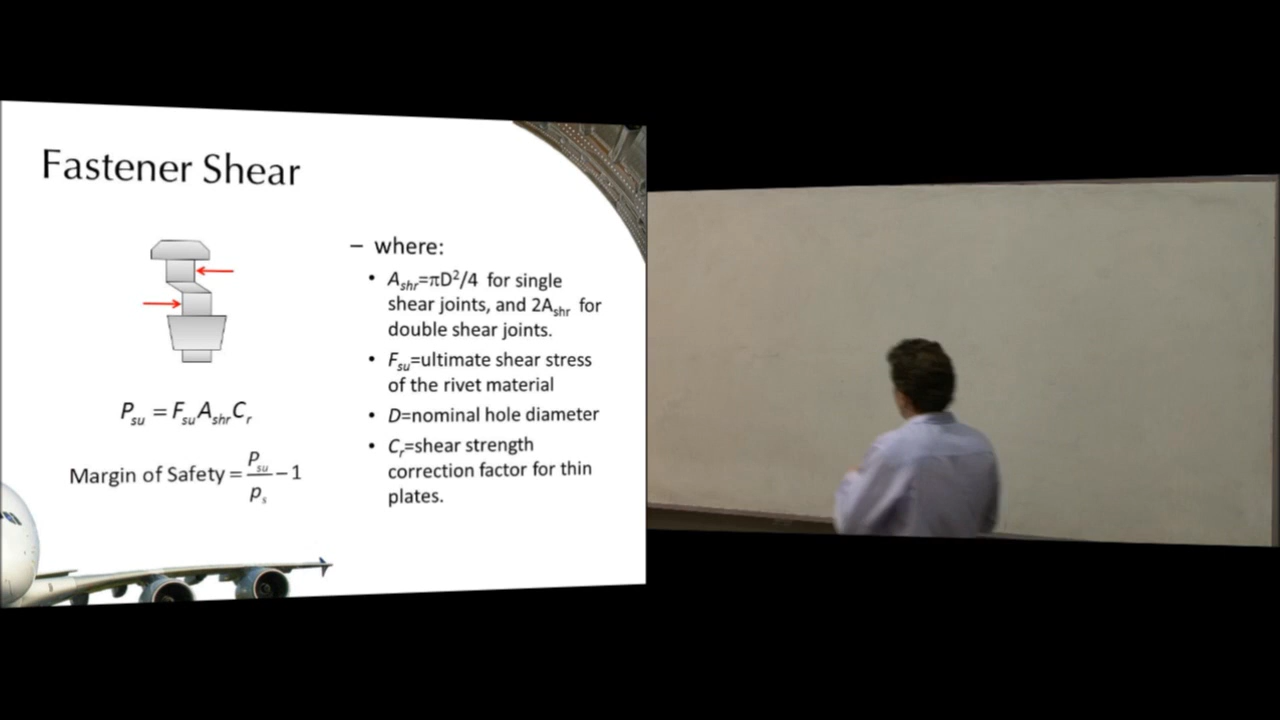 Fastener Shear
– where:
• A_shr=πD²/4 for single
shear joints, and 2A_shr for
double shear joints.
• F_su=ultimate shear stress
of the rivet material
• D=nominal hole diameter
• C_r=shear strength
correction factor for thin
plates.
P_su = F_su A_shr C_r
Margin of Safety = P_su / p_s − 1